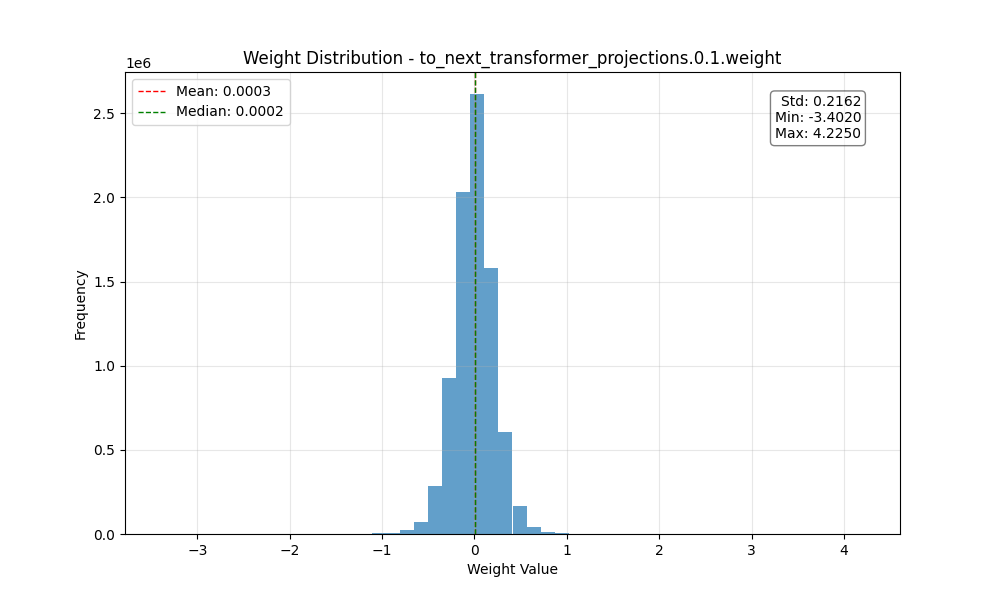 Weight Distribution - to_next_transformer_projections.0.1.weight
1e6
Mean: 0.0003
Median: 0.0002
Std: 0.2162
Min: -3.4020
Max: 4.2250
2.5
2.0
1.5
1.0
0.5
0.0
Frequency
−3 −2 −1 0 1 2 3 4
Weight Value